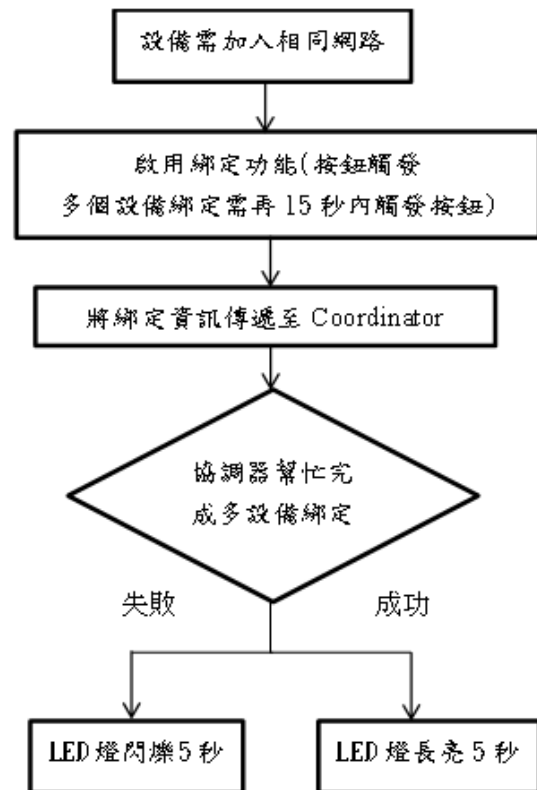 設備需加入相同網路
啟用綁定功能(按鈕觸發
多個設備綁定需再 15 秒內觸發按鈕)
將綁定資訊傳遞至 Coordinator
協調器幫忙完
成多設備綁定
失敗
成功
LED 燈閃爍 5 秒
LED 燈長亮 5 秒